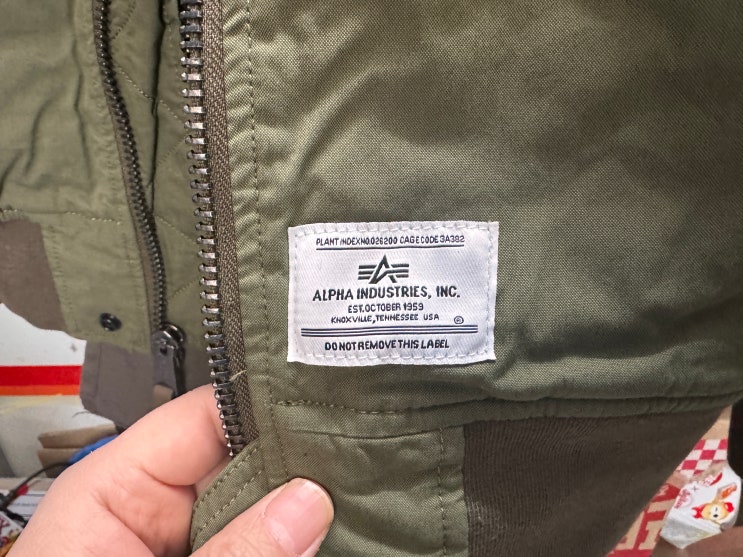 PLANT INDEX NO.026200 CAGE CODE 3A382
ALPHA INDUSTRIES, INC.
EST. OCTOBER 1959
KNOXVILLE, TENNESSEE USA ®
DO NOT REMOVE THIS LABEL